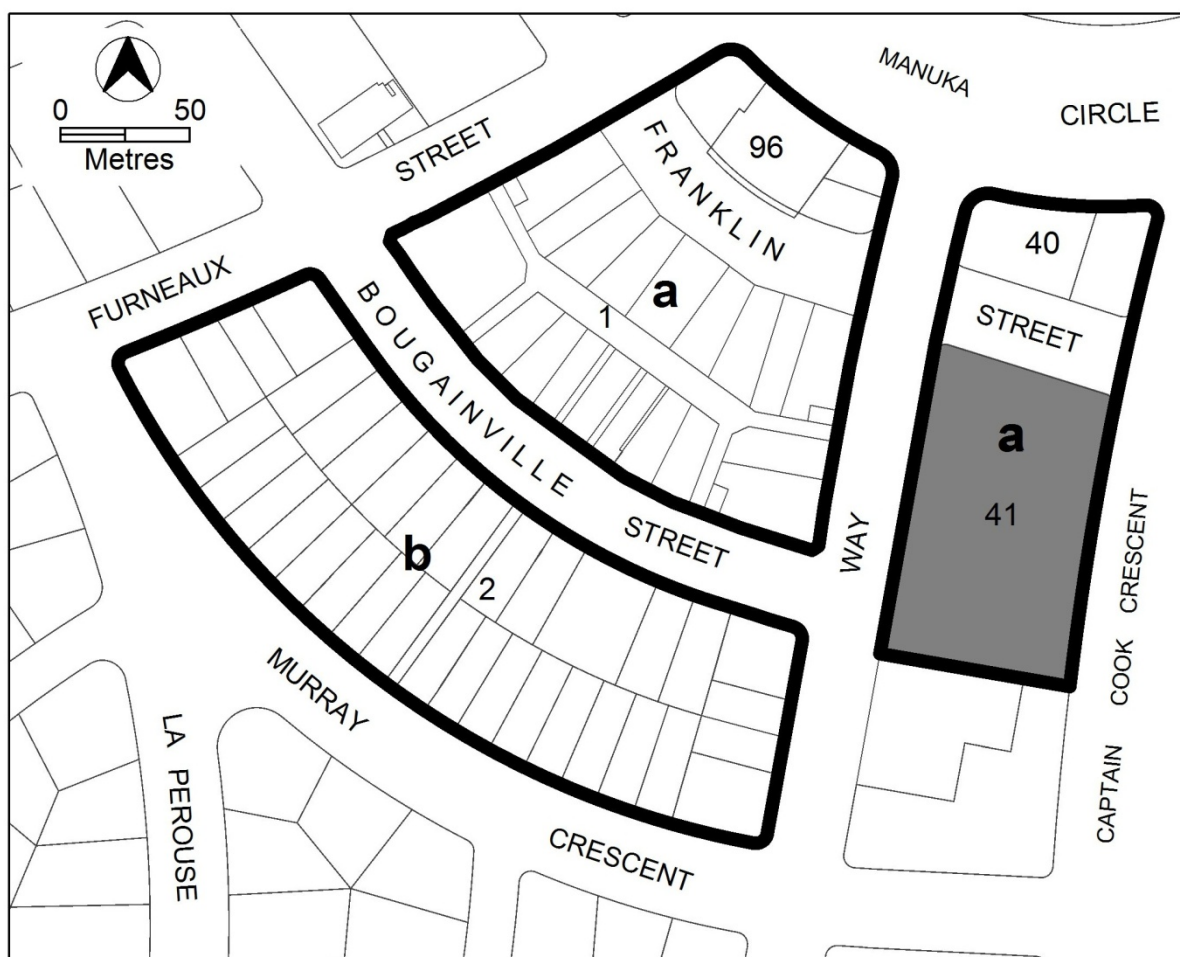 MANUKA
CIRCLE
0 50
Metres
STREET
FRANKLIN
96
40
STREET
FURNEAUX
BOUGAINVILLE
STREET
a
1
a
41
b
2
WAY
MURRAY
CRESCENT
LA PEROUSE
CAPTAIN COOK CRESCENT